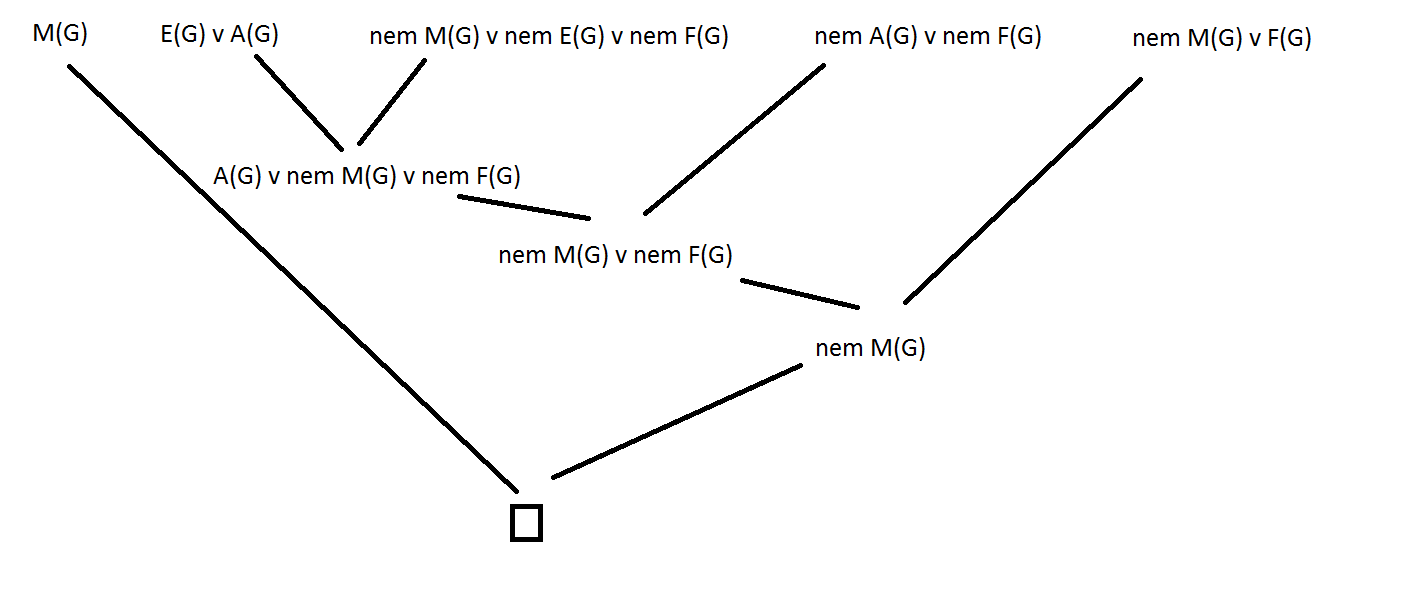 M(G)
E(G) v A(G)
nem M(G) v nem E(G) v nem F(G)
nem A(G) v nem F(G)
nem M(G) v F(G)
A(G) v nem M(G) v nem F(G)
nem M(G) v nem F(G)
nem M(G)